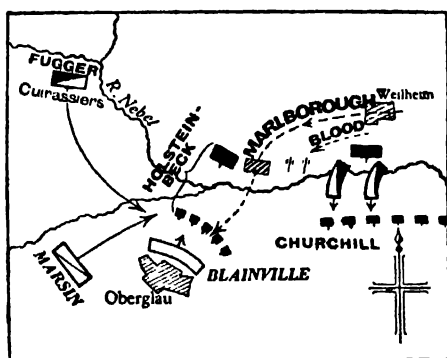 FUGGER
Cuirassiers
R. Nebel
HOLSTEIN-
BECK
MARLBOROUGH
Weilheim
BLOOD
CHURCHILL
MARSIN
BLAINVILLE
Oberglau